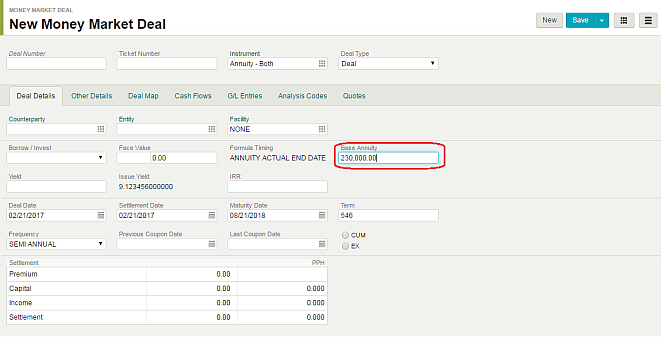 MONEY MARKET DEAL
New Money Market Deal
New Save
Deal Number Ticket Number Instrument Deal Type
Annuity - Both Deal
Deal Details Other Details Deal Map Cash Flows G/L Entries Analysis Codes Quotes
Counterparty Entity Facility
NONE
Borrow / Invest Face Value Formula Timing Base Annuity
0.00 ANNUITY ACTUAL END DATE 230,000.00
Yield Issue Yield IRR
9.123456000000
Deal Date Settlement Date Maturity Date Term
02/21/2017 02/21/2017 08/21/2018 546
Frequency Previous Coupon Date Last Coupon Date CUM
SEMI ANNUAL EX
Settlement PPH
Premium 0.00
Capital 0.00 0.000
Income 0.00 0.000
Settlement 0.00 0.000